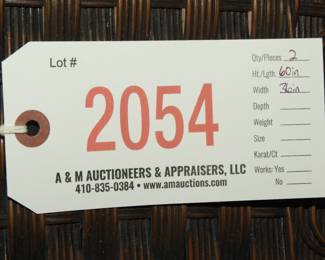 Lot #
2054
A & M AUCTIONEERS & APPRAISERS, LLC
410-835-0384 • www.amauctions.com
Qty/Pieces 2
Ht./Lgth. 60in
Width 36in
Depth
Weight
Size
Karat/Ct
Works: Yes
No